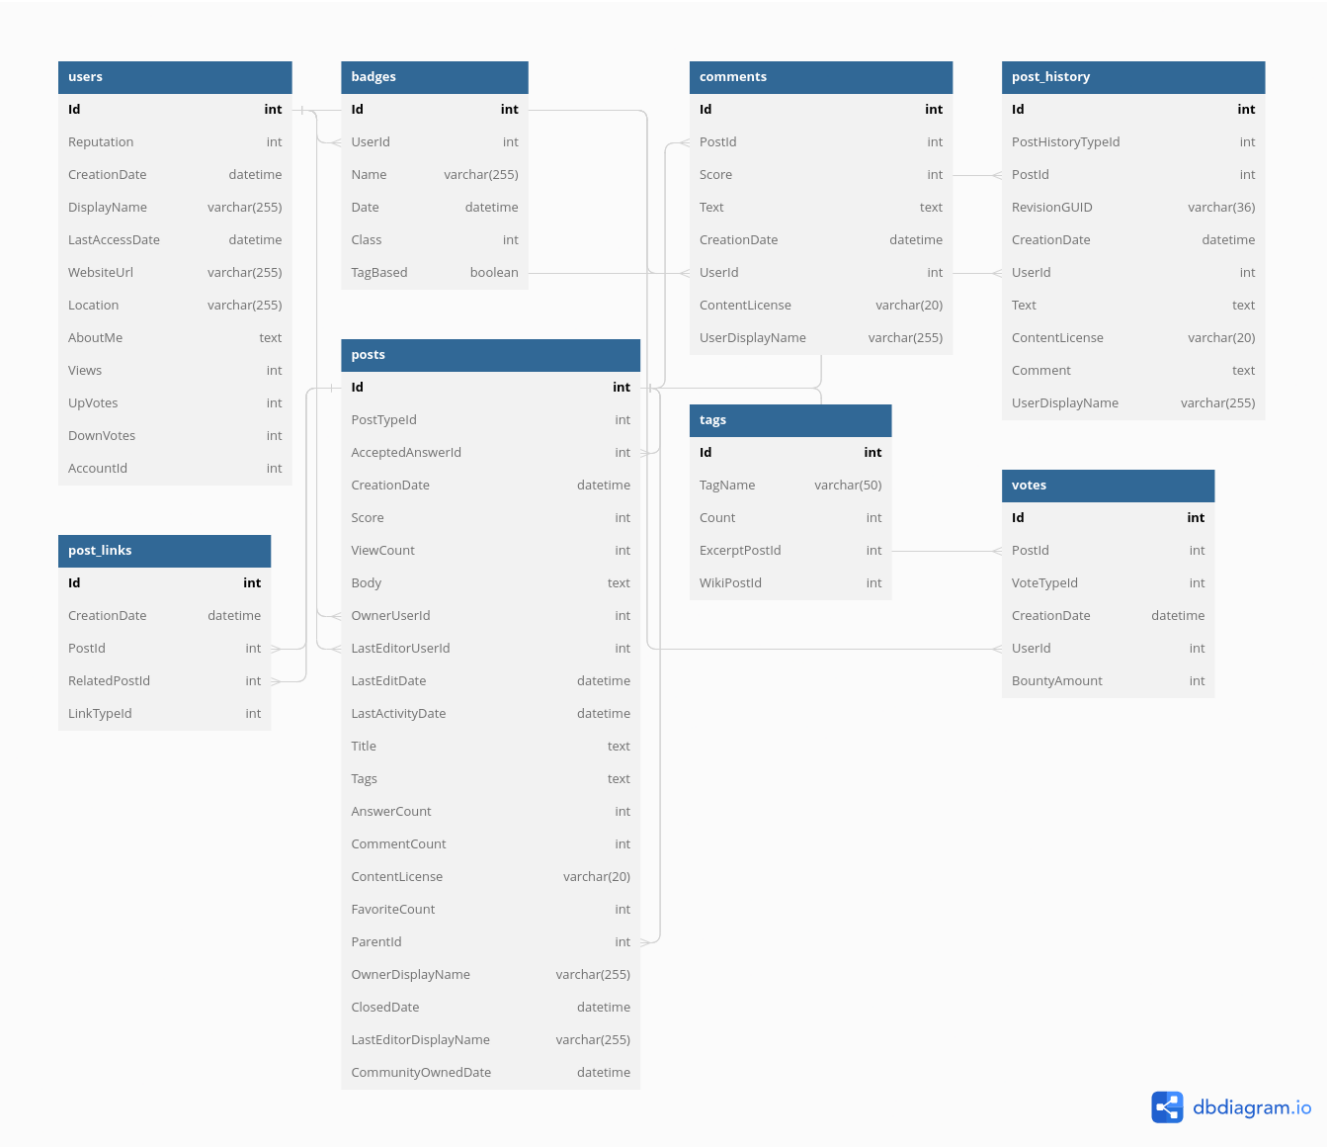 users
Id int
Reputation int
CreationDate datetime
DisplayName varchar(255)
LastAccessDate datetime
WebsiteUrl varchar(255)
Location varchar(255)
AboutMe text
Views int
UpVotes int
DownVotes int
AccountId int
post_links
Id int
CreationDate datetime
PostId int
RelatedPostId int
LinkTypeId int
badges
Id int
UserId int
Name varchar(255)
Date datetime
Class int
TagBased boolean
posts
Id int
PostTypeId int
AcceptedAnswerId int
CreationDate datetime
Score int
ViewCount int
Body text
OwnerUserId int
LastEditorUserId int
LastEditDate datetime
LastActivityDate datetime
Title text
Tags text
AnswerCount int
CommentCount int
ContentLicense varchar(20)
FavoriteCount int
ParentId int
OwnerDisplayName varchar(255)
ClosedDate datetime
LastEditorDisplayName varchar(255)
CommunityOwnedDate datetime
comments
Id int
PostId int
Score int
Text text
CreationDate datetime
UserId int
ContentLicense varchar(20)
UserDisplayName varchar(255)
tags
Id int
TagName varchar(50)
Count int
ExcerptPostId int
WikiPostId int
post_history
Id int
PostHistoryTypeId int
PostId int
RevisionGUID varchar(36)
CreationDate datetime
UserId int
Text text
ContentLicense varchar(20)
Comment text
UserDisplayName varchar(255)
votes
Id int
PostId int
VoteTypeId int
CreationDate datetime
UserId int
BountyAmount int
dbdiagram.io